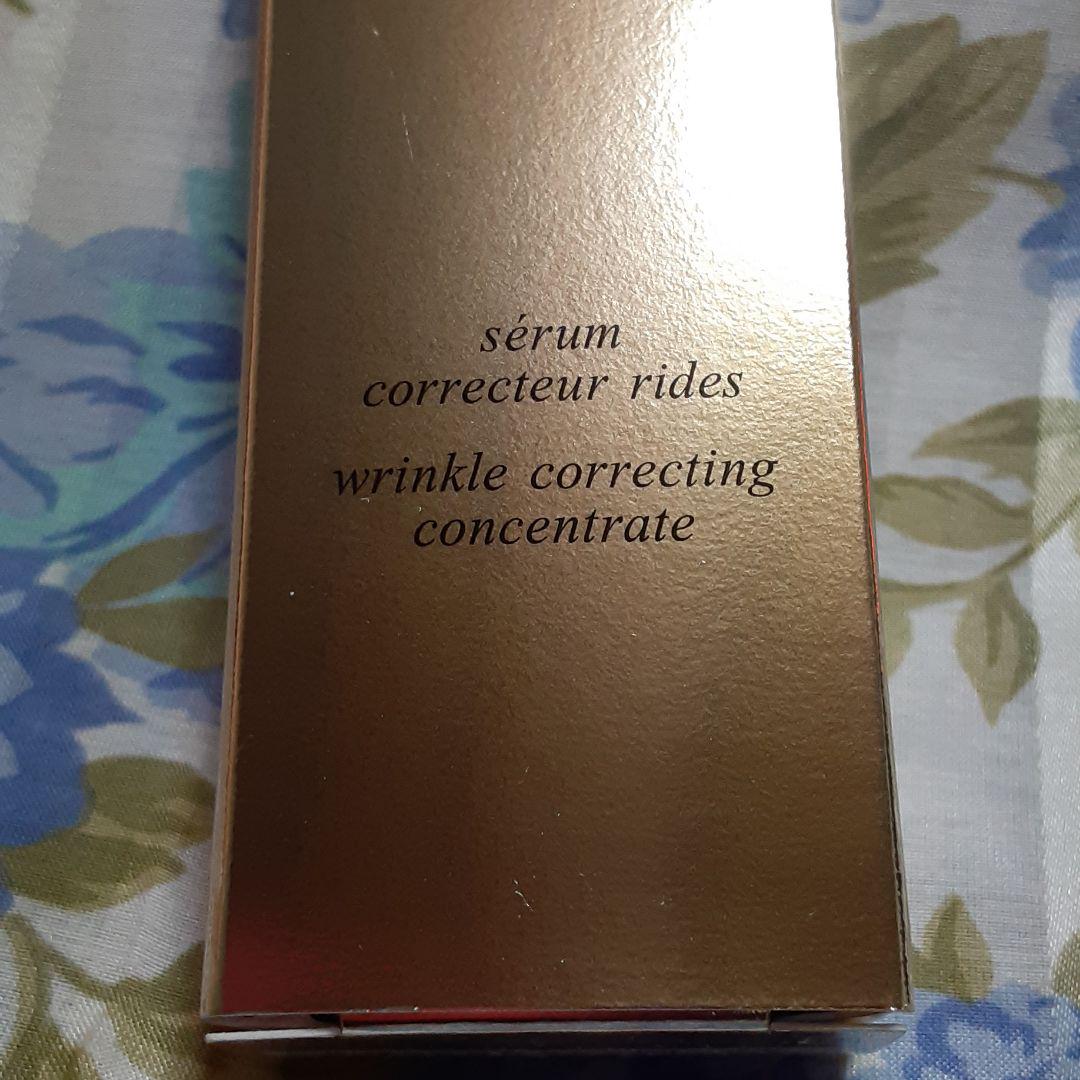 sérum
correcteur rides
wrinkle correcting
concentrate